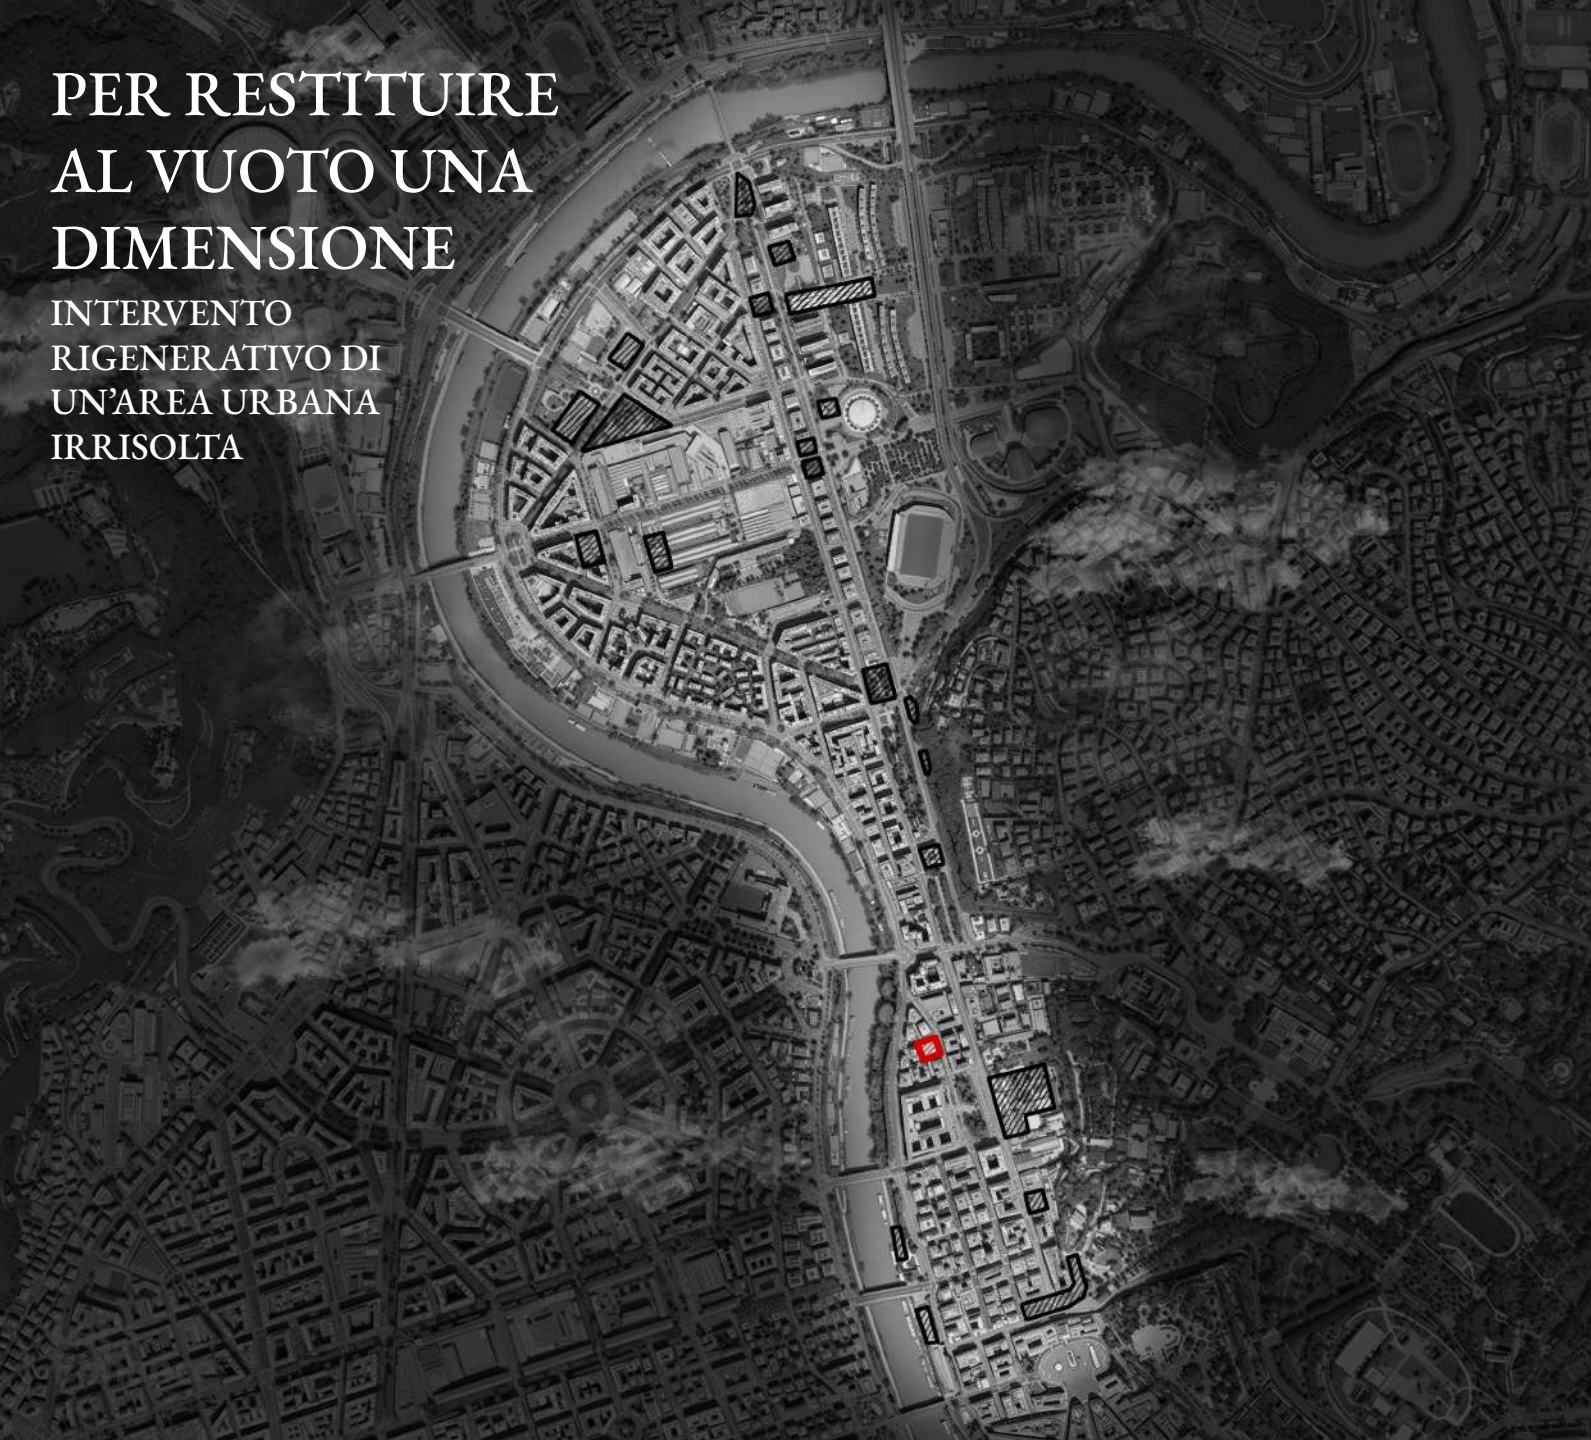 PER RESTITUIRE
AL VUOTO UNA
DIMENSIONE
INTERVENTO
RIGENERATIVO DI
UN’AREA URBANA
IRRISOLTA